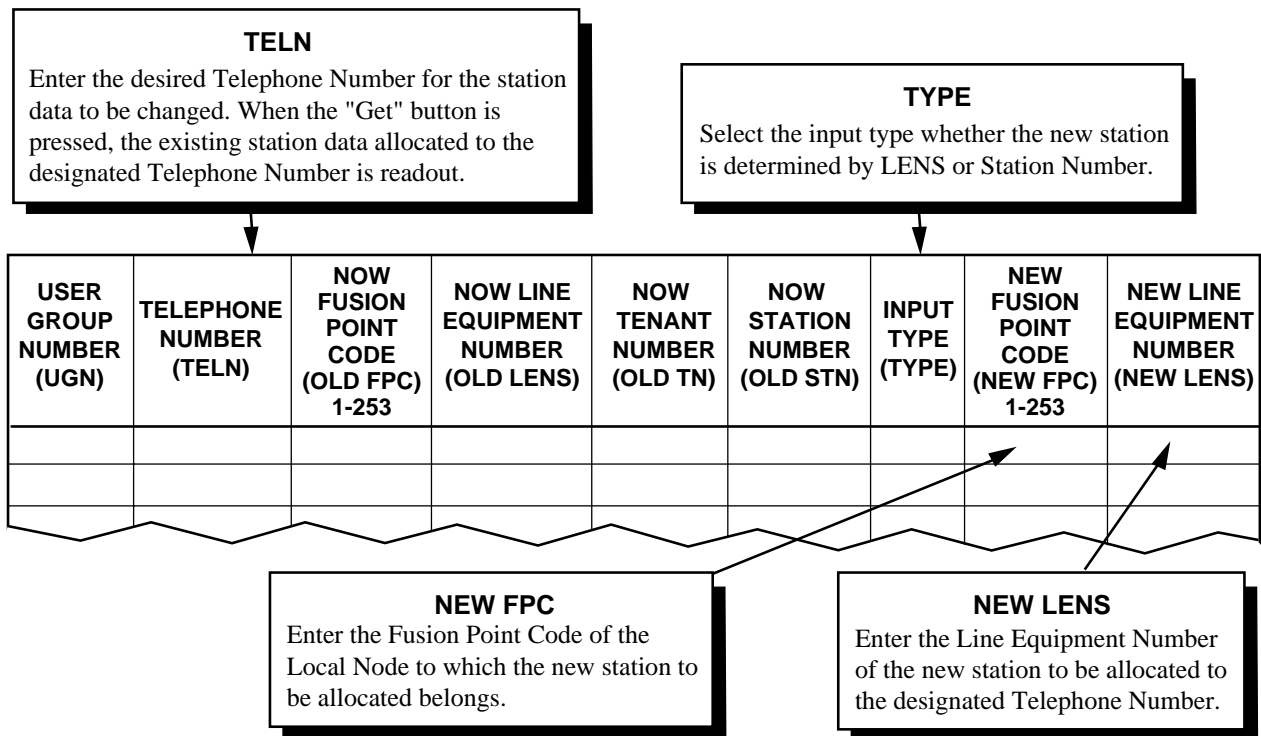 TELN
Enter the desired Telephone Number for the station
data to be changed. When the "Get" button is
pressed, the existing station data allocated to the
designated Telephone Number is readout.
TYPE
Select the input type whether the new station
is determined by LENS or Station Number.
USER
GROUP
NUMBER
(UGN)
TELEPHONE
NUMBER
(TELN)
NOW
FUSION
POINT
CODE
(OLD FPC)
1-253
NOW LINE
EQUIPMENT
NUMBER
(OLD LENS)
NOW
TENANT
NUMBER
(OLD TN)
NOW
STATION
NUMBER
(OLD STN)
INPUT
TYPE
(TYPE)
NEW
FUSION
POINT
CODE
(NEW FPC)
1-253
NEW LINE
EQUIPMENT
NUMBER
(NEW LENS)
NEW FPC
Enter the Fusion Point Code of the
Local Node to which the new station to
be allocated belongs.
NEW LENS
Enter the Line Equipment Number
of the new station to be allocated to
the designated Telephone Number.